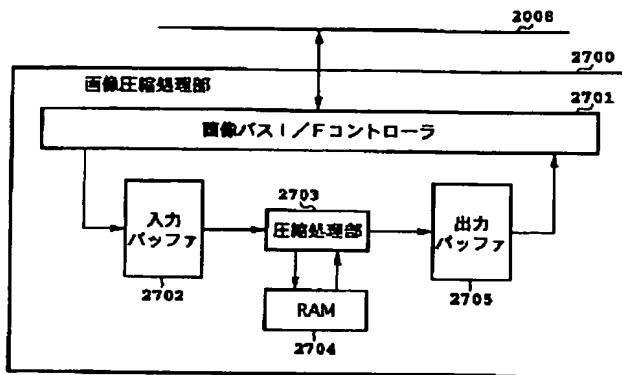 2008
2700
画像圧縮処理部
2701
画像バスI/Fコントローラ
2703
入力
バッファ
圧縮処理部
出力
バッファ
2702
RAM
2705
2704